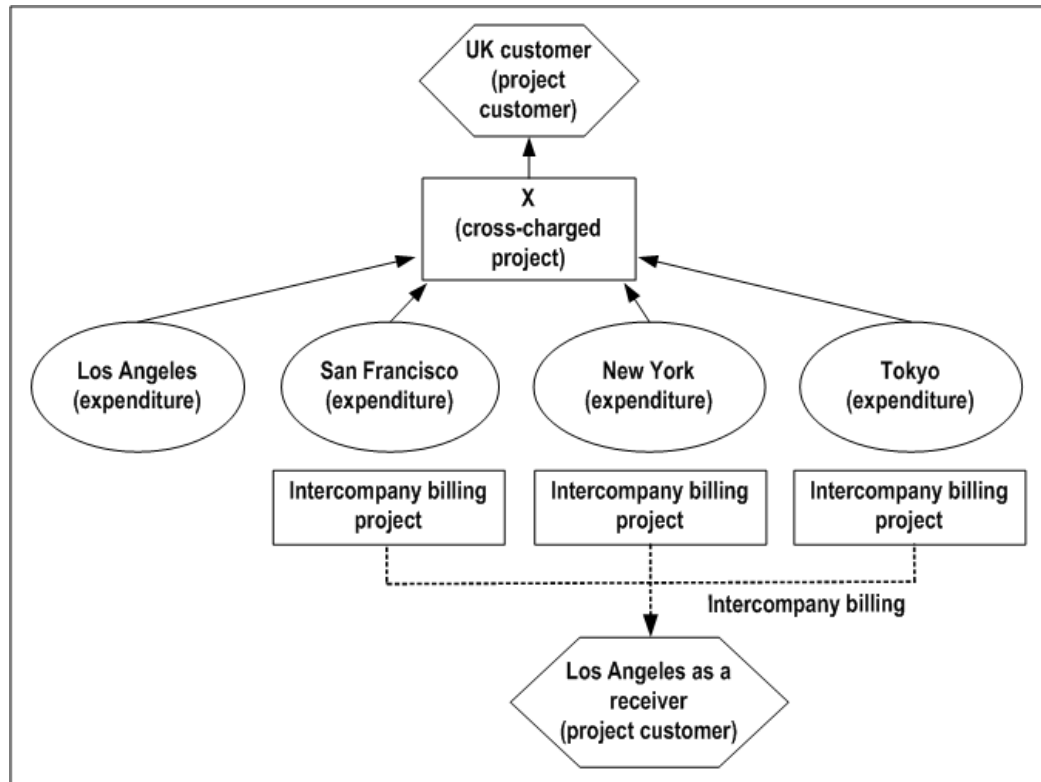 UK customer
(project
customer)
X
(cross-charged
project)
Los Angeles
(expenditure)
San Francisco
(expenditure)
New York
(expenditure)
Tokyo
(expenditure)
Intercompany billing
project
Intercompany billing
project
Intercompany billing
project
Intercompany billing
Los Angeles as a
receiver
(project customer)